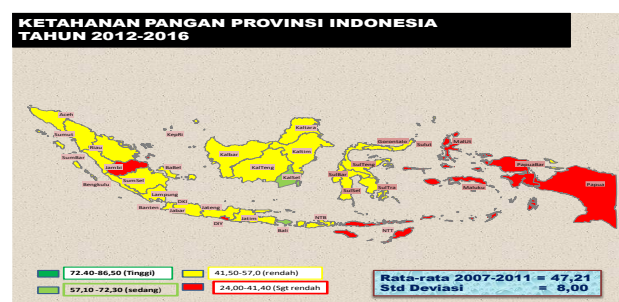 KETAHANAN PANGAN PROVINSI INDONESIA
TAHUN 2012-2016
Aceh
Sumut
Riau
Kepri
SumBar
Jambi
BaBel
SumSel
Bengkulu
Lampung
Banten
DKI
Jabar
Jateng
DIY
Jatim
Bali
NTB
NTT
Kaltara
Kalbar
Kaltim
KalTeng
KalSel
Gorontalo
Sulut
SulTeng
SulBar
SulSel
SulTra
MalUt
Maluku
PapuaBar
Papua
72.40-86,50 (Tinggi)
41,50-57,0 (rendah)
57,10 -72,30 (sedang)
24,00-41,40 (Sgt rendah
Rata-rata 2007-2011 = 47,21
Std Deviasi = 8,00